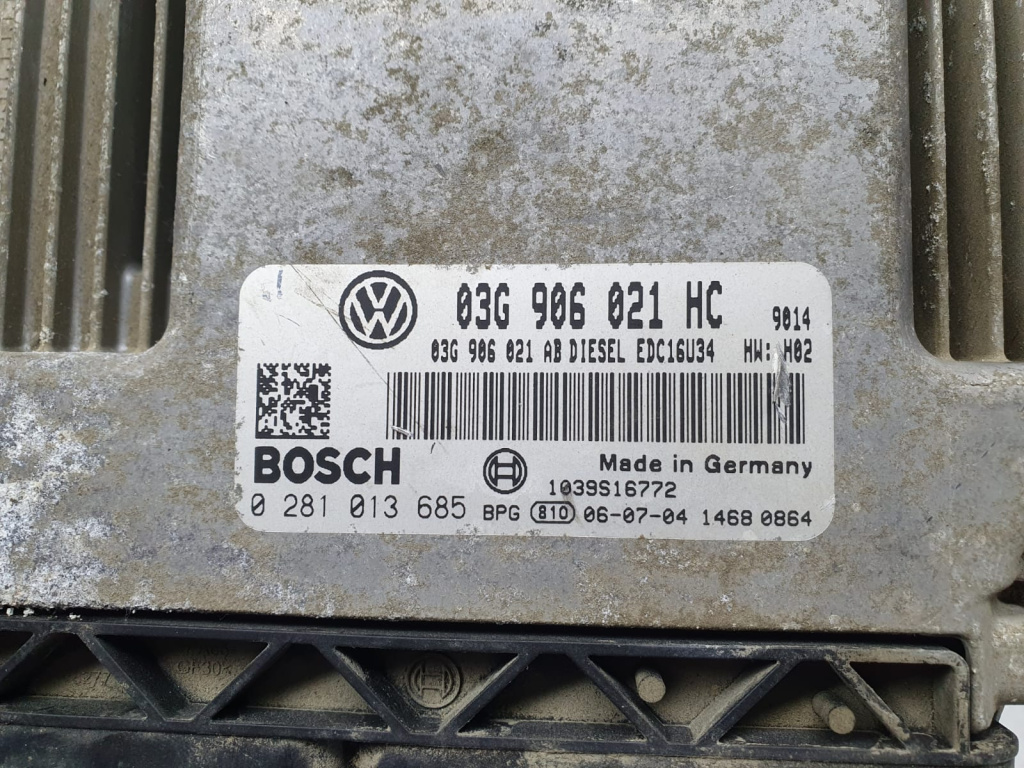 03G 906 021 HC 9014
03G 906 021 AB DIESEL EDC16U34 HW: H02
BOSCH
Made in Germany
1039S16772
0 281 013 685 BPG 810 06-07-04 1468 0864